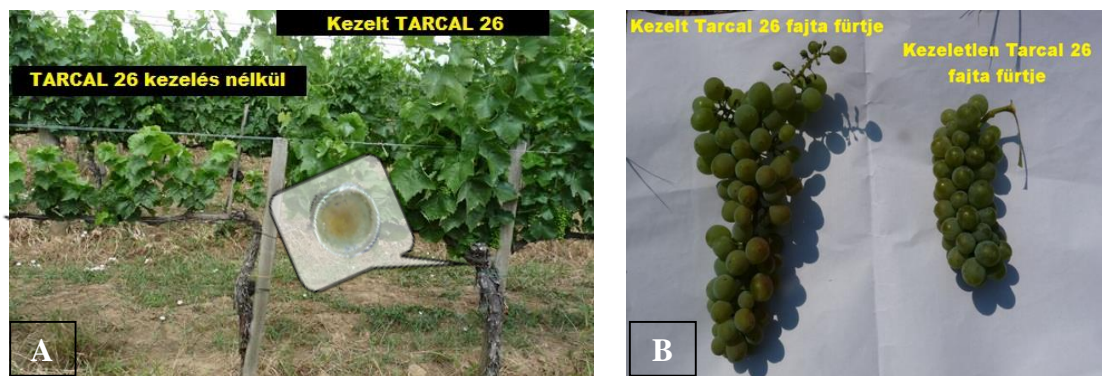 Kezelt TARCAL 26
TARCAL 26 kezelés nélkül
A
Kezelt Tarcal 26 fajta fürtje
Kezeletlen Tarcal 26
fajta fürtje
B